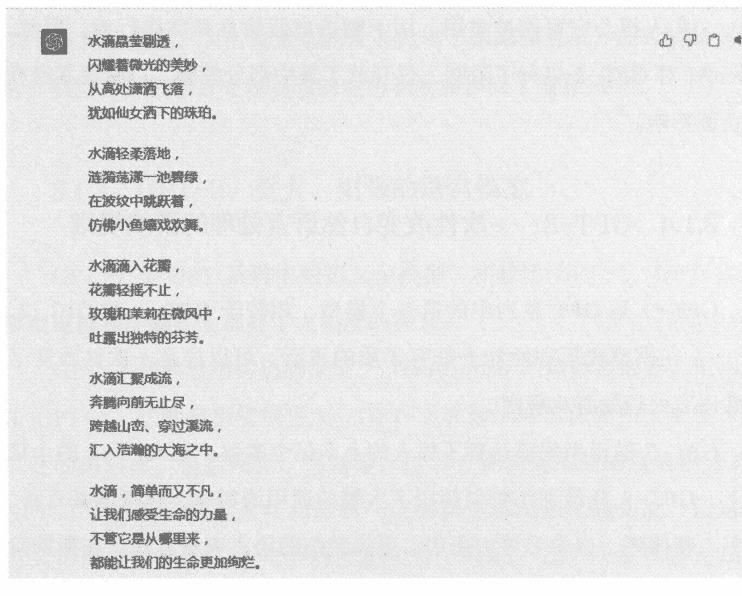 水滴晶莹剔透，
闪耀着微光的美妙，
从高处潇洒飞落，
犹如仙女洒下的珠珀。
水滴轻柔落地，
涟漪荡漾一池碧绿，
在波纹中跳跃着，
仿佛小鱼嬉戏欢舞。
水滴滴入花瓣，
花瓣轻摇不止，
玫瑰和茉莉在微风中，
吐露出独特的芬芳。
水滴汇聚成流，
奔腾向前无止尽，
跨越山峦、穿过溪流，
汇入浩瀚的大海之中。
水滴，简单而又不凡，
让我们感受生命的力量，
不管它是从哪里来，
都能让我们的生命更加绚烂。